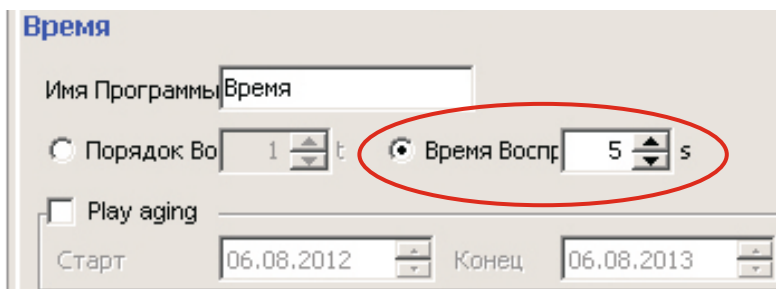 Время
Имя Программы Время
Порядок Во 1 t Время Воспр 5 s
Play aging
Старт 06.08.2012 Конец 06.08.2013